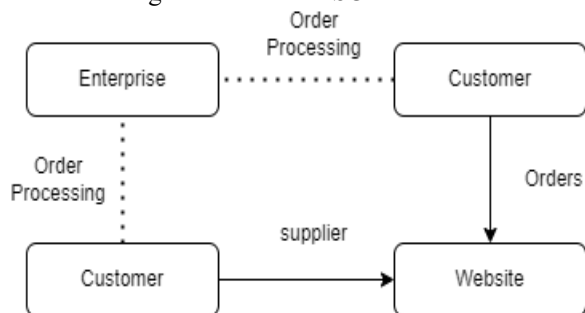 Order
Processing
Enterprise
Customer
Order
Processing
Orders
supplier
Customer
Website